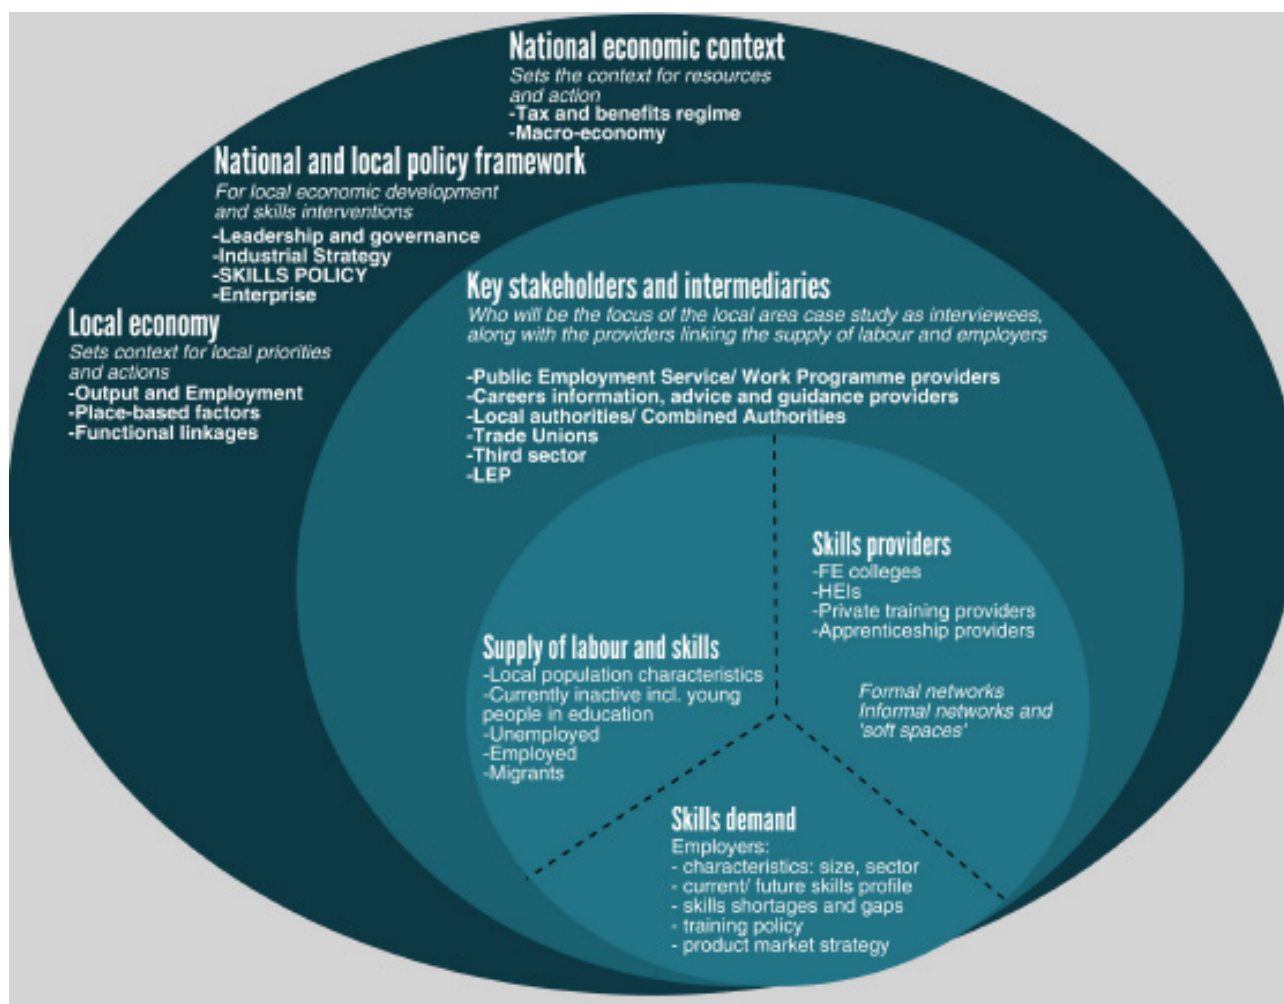 National economic context
Sets the context for resources
and action
-Tax and benefits regime
-Macro-economy
National and local policy framework
For local economic development
and skills interventions
-Leadership and governance
-Industrial Strategy
-SKILLS POLICY
-Enterprise
Local economy
Sets context for local priorities
and actions
-Output and Employment
-Place-based factors
-Functional linkages
Key stakeholders and intermediaries
Who will be the focus of the local area case study as interviewees,
along with the providers linking the supply of labour and employers
-Public Employment Service/ Work Programme providers
-Careers information, advice and guidance providers
-Local authorities/ Combined Authorities
-Trade Unions
-Third sector
-LEP
Skills providers
-FE colleges
-HEIs
-Private training providers
-Apprenticeship providers
Formal networks
Informal networks and
'soft spaces'
Supply of labour and skills
-Local population characteristics
-Currently inactive incl. young
people in education
-Unemployed
-Employed
-Migrants
Skills demand
Employers:
- characteristics: size, sector
- current/ future skills profile
- skills shortages and gaps
- training policy
- product market strategy